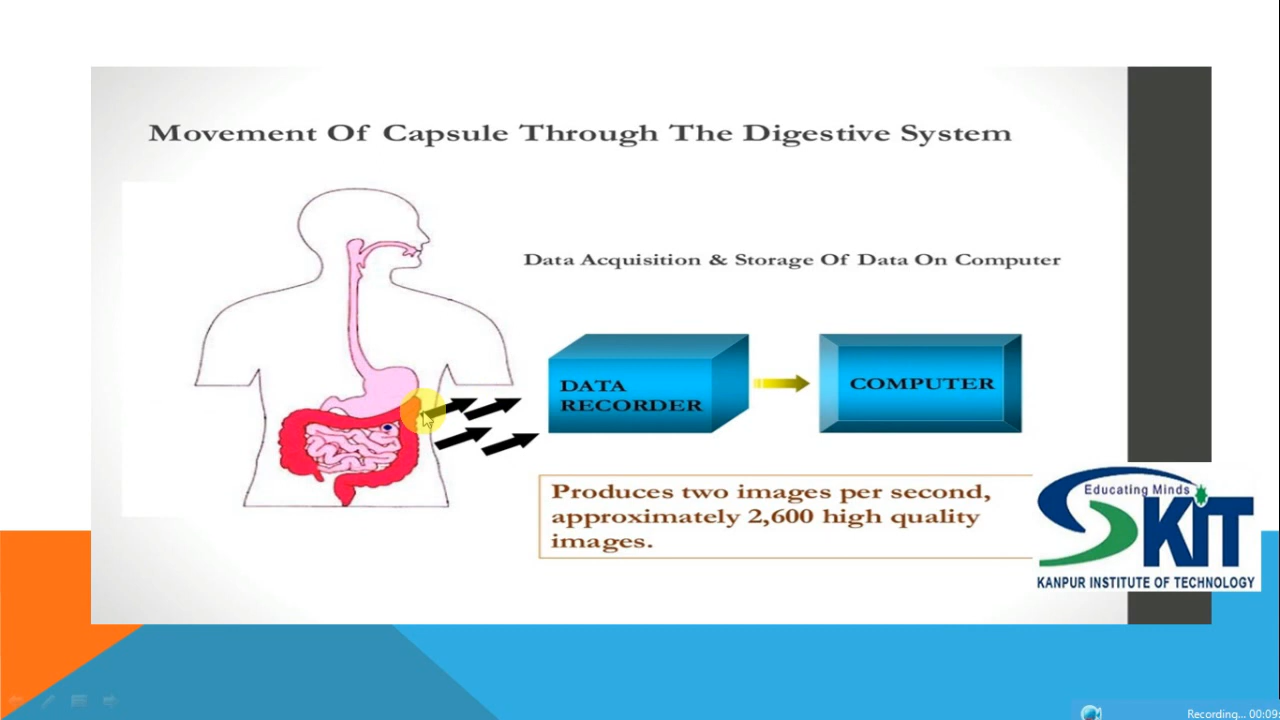 Movement Of Capsule Through The Digestive System
Data Acquisition & Storage Of Data On Computer
DATA
RECORDER
COMPUTER
Produces two images per second,
approximately 2,600 high quality
images.
Educating Minds
KIT
KANPUR INSTITUTE OF TECHNOLOGY
Recording... 00:09: